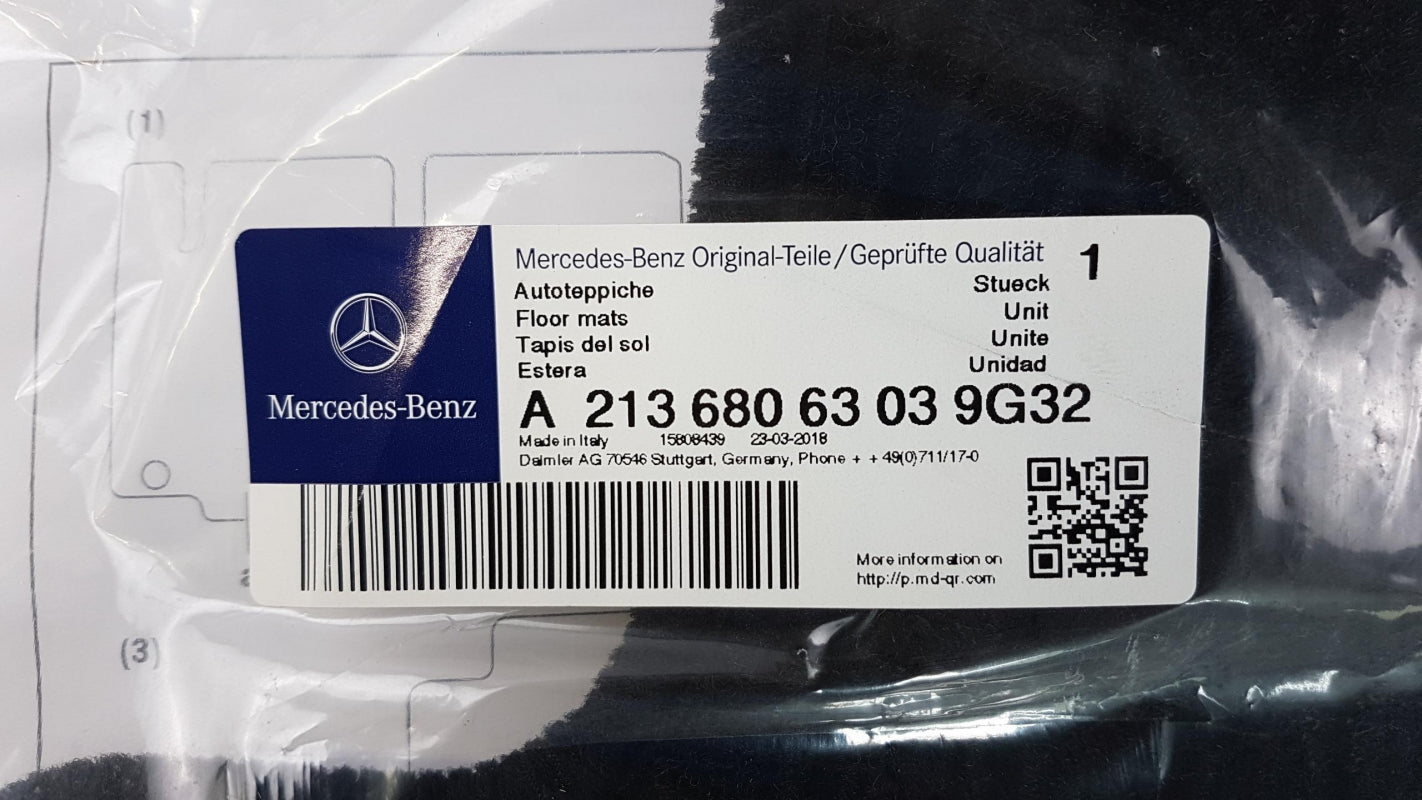 (1)
Mercedes-Benz Original-Teile/Geprüfte Qualität 1
Autoteppiche Stueck
Floor mats Unit
Tapis del sol Unite
Estera Unidad
Mercedes-Benz
A 213 680 63 03 9G32
Made in Italy 15808439 23-03-2018
Daimler AG 70546 Stuttgart, Germany, Phone + + 49(0)711/17-0
More information on
http://p.md-qr.com
(3)